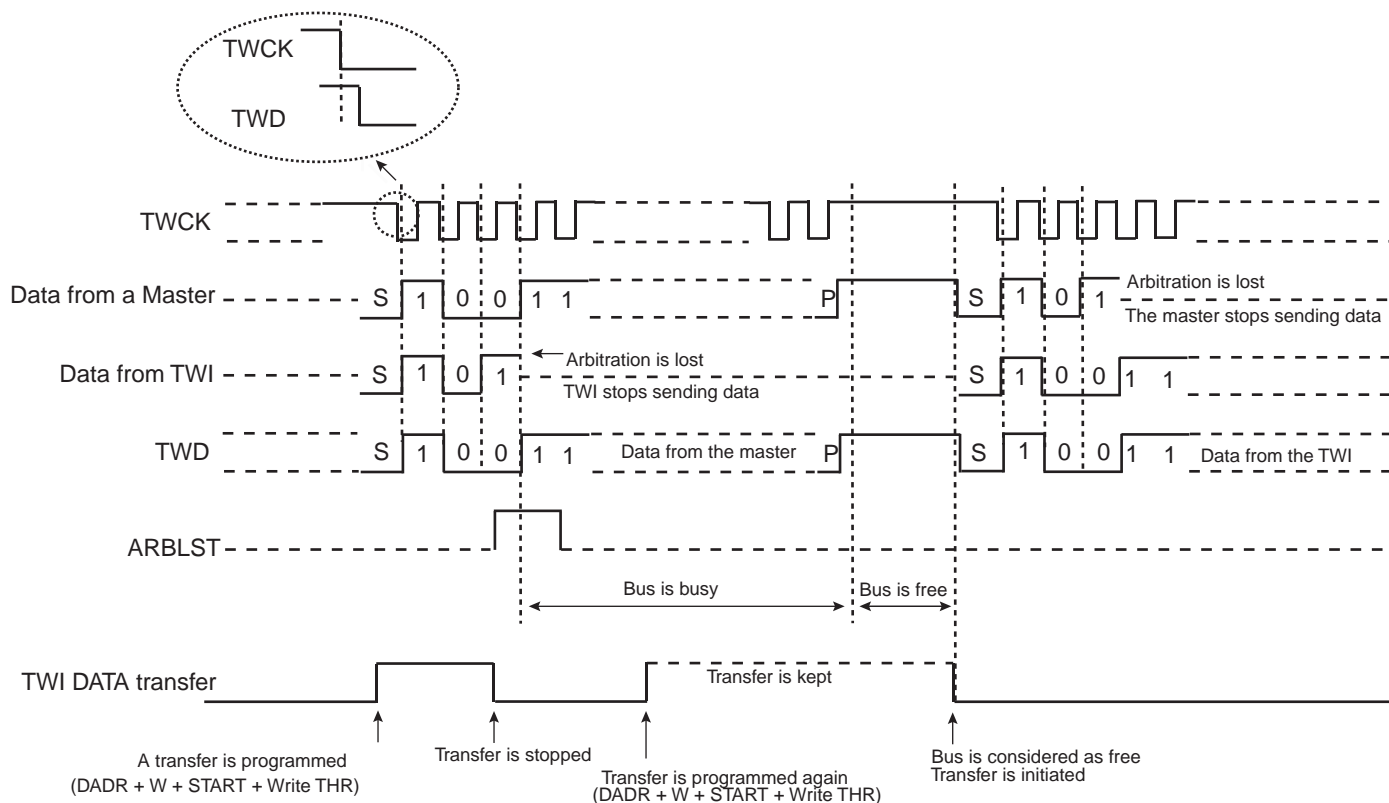 TWCK
TWD
TWCK
Data from a Master S 1 0 0 1 1 P S 1 0 1 Arbitration is lost
The master stops sending data
Data from TWI S 1 0 1 Arbitration is lost S 1 0 0 1 1
TWI stops sending data
TWD S 1 0 0 1 1 Data from the master P S 1 0 0 1 1 Data from the TWI
ARBLST
Bus is busy Bus is free
TWI DATA transfer Transfer is kept
A transfer is programmed
(DADR + W + START + Write THR)
Transfer is stopped
Transfer is programmed again
(DADR + W + START + Write THR)
Bus is considered as free
Transfer is initiated